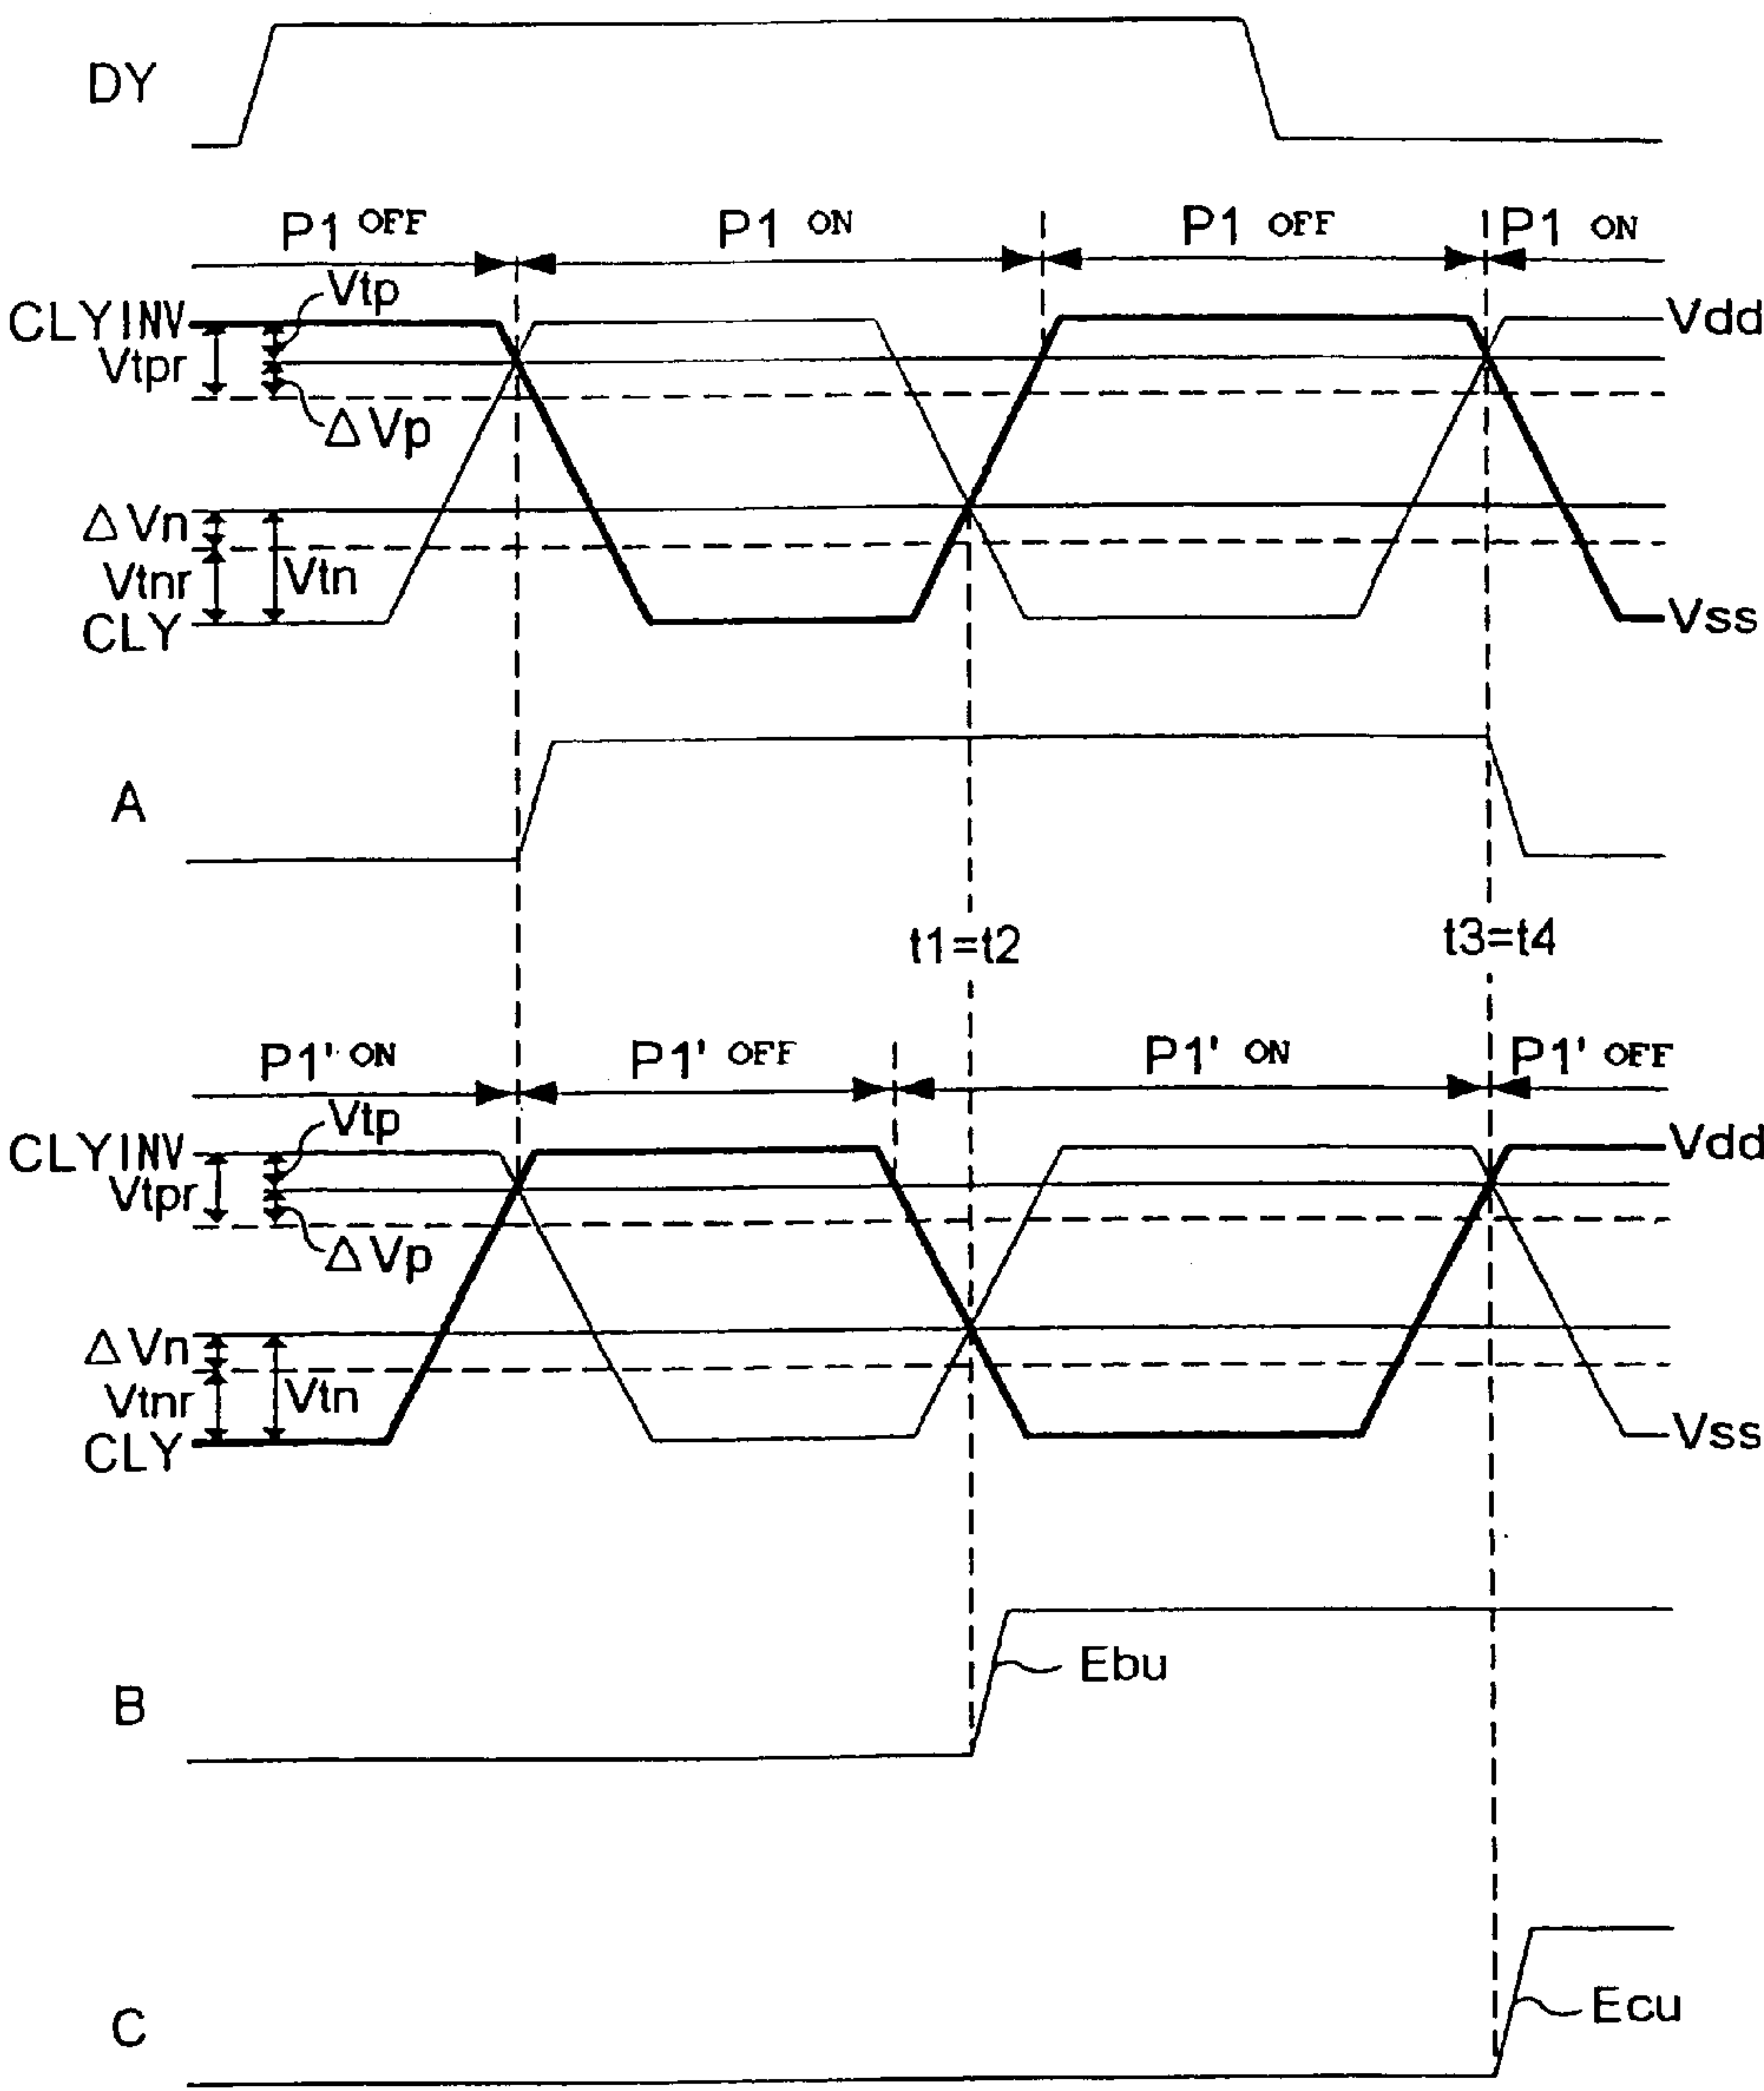 DY
P1 OFF
P1 ON
P1 OFF
P1 ON
Vtp
CLYINV
Vdd
Vtpr
ΔVp
ΔVn
Vtnr
Vtn
CLY
Vss
A
t1=t2
t3=t4
P1' ON
P1' OFF
P1' ON
P1' OFF
Vtp
CLYINV
Vdd
Vtpr
ΔVp
ΔVn
Vtnr
Vtn
CLY
Vss
Ebu
B
Ecu
C